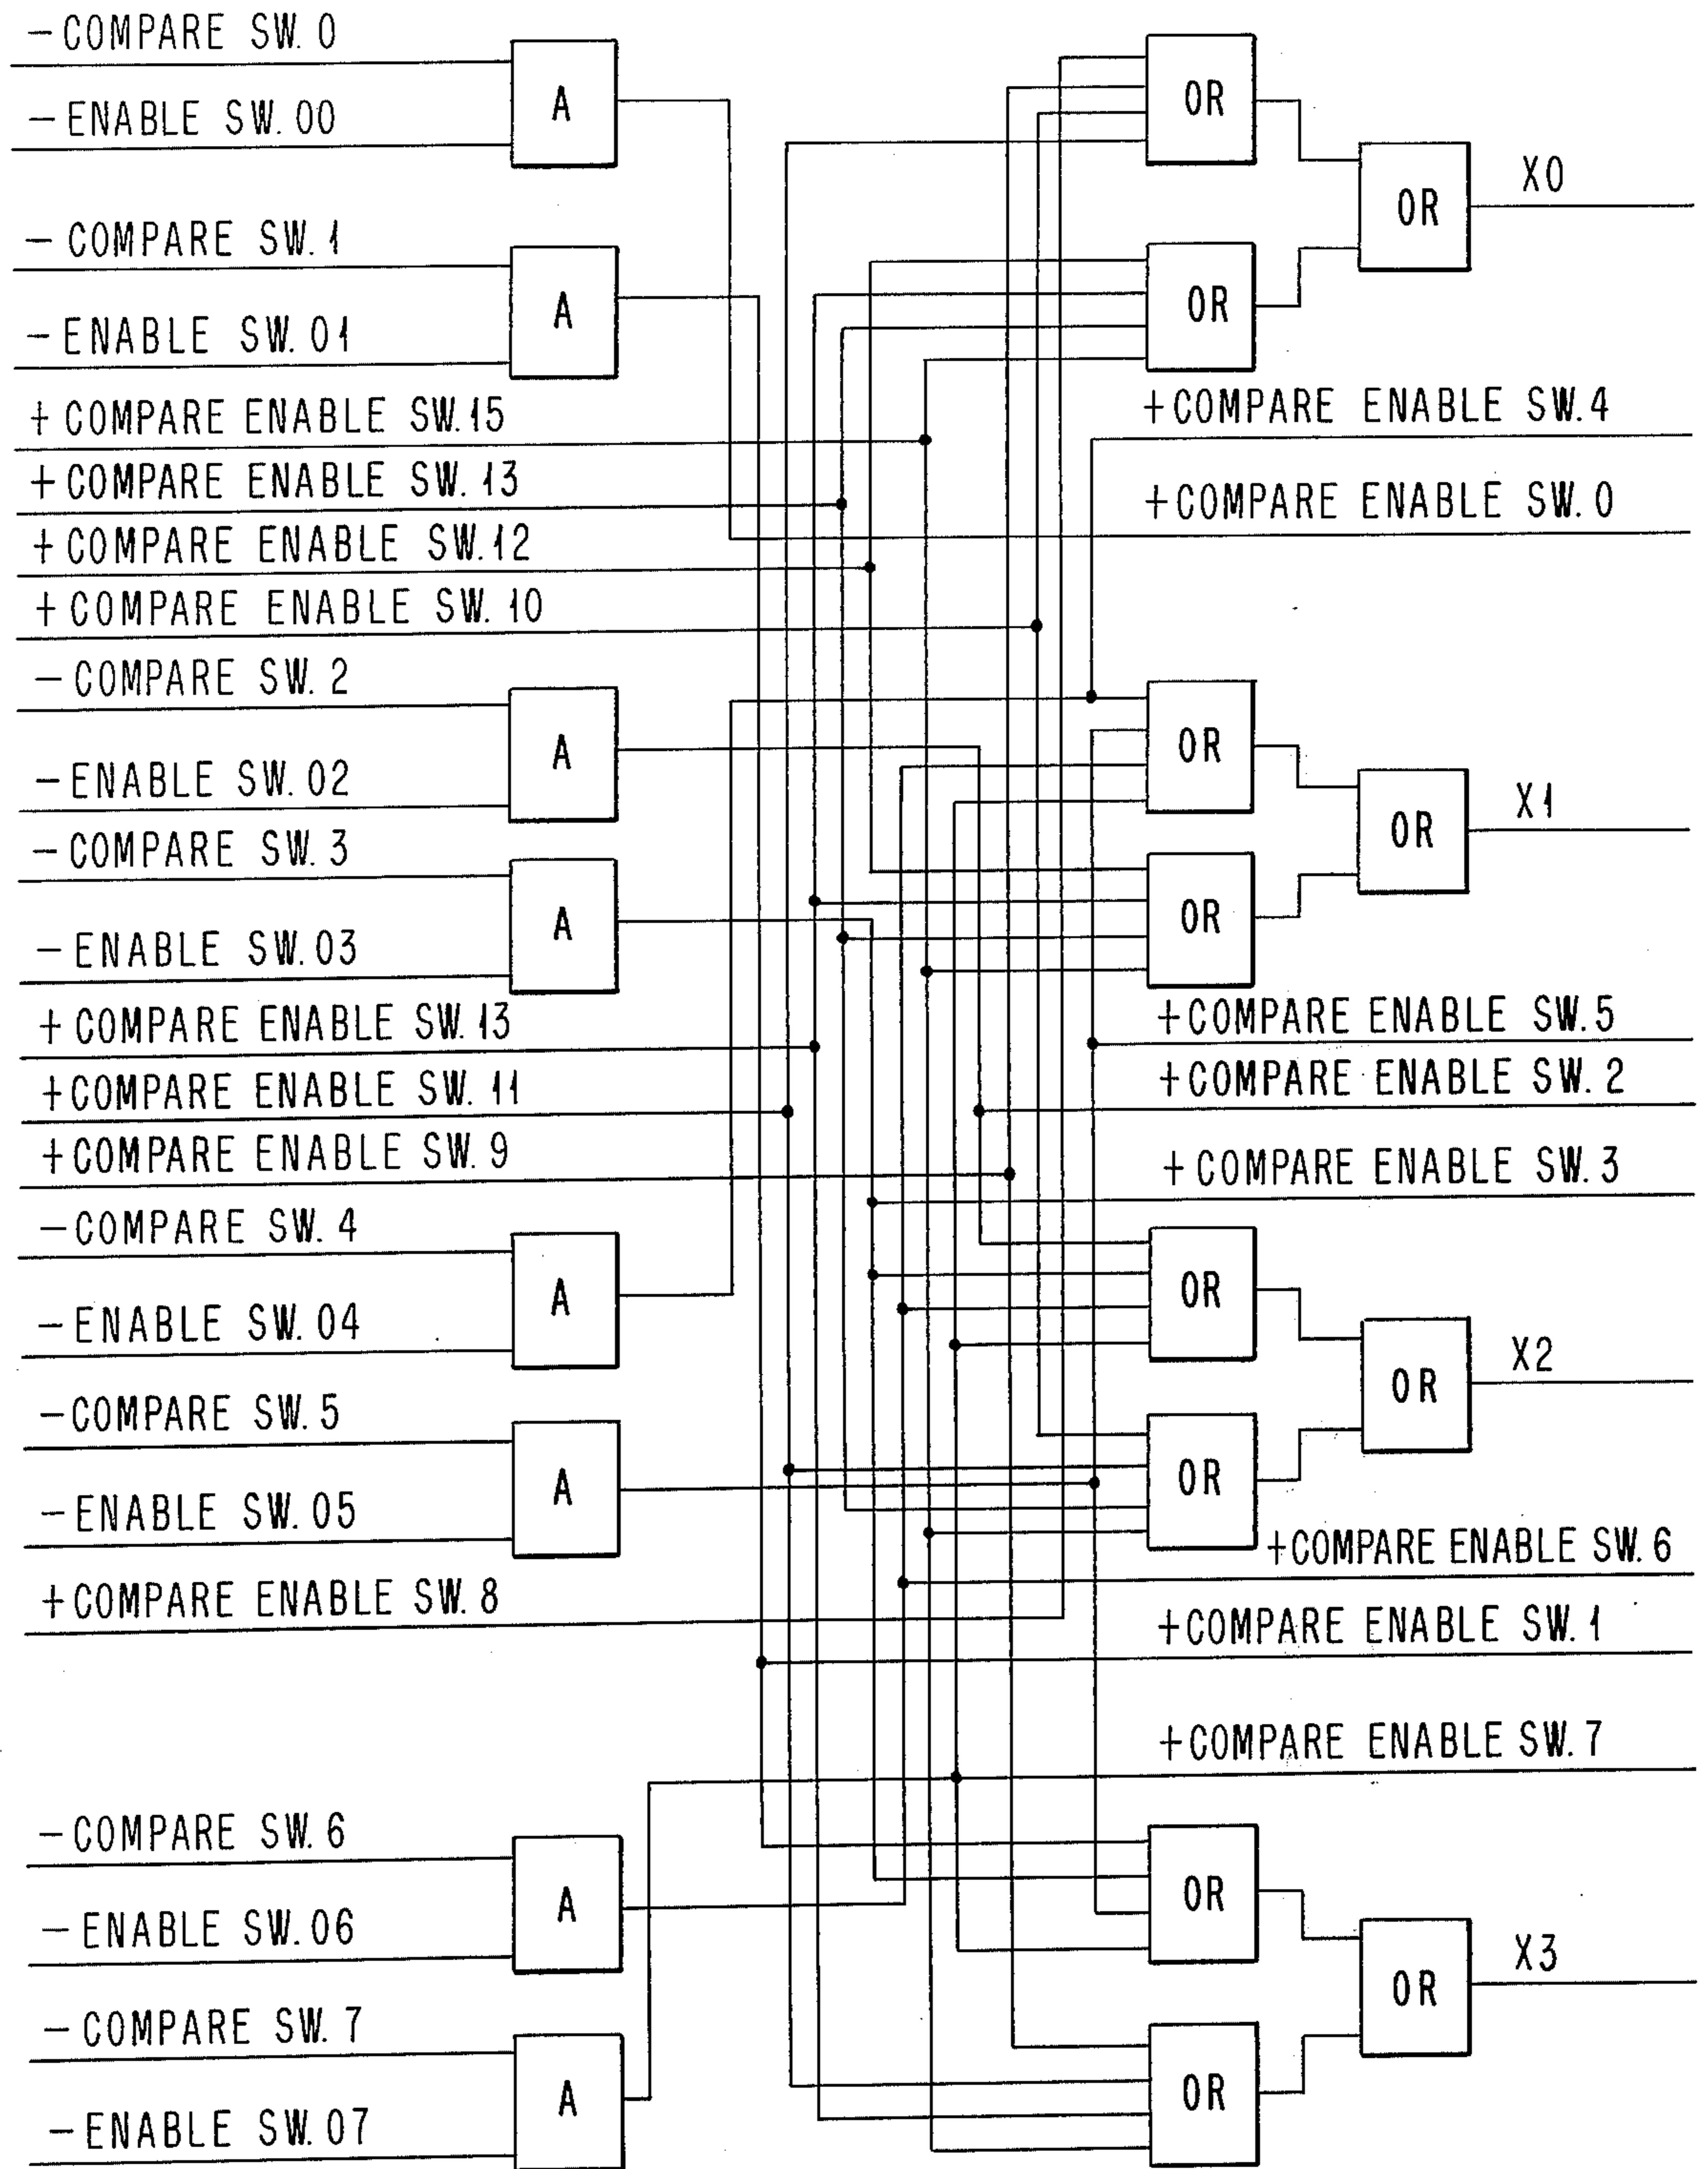 — COMPARE SW. 0
— ENABLE SW. 00
A
— COMPARE SW. 1
— ENABLE SW. 01
A
+ COMPARE ENABLE SW. 15
+ COMPARE ENABLE SW. 13
+ COMPARE ENABLE SW. 12
+ COMPARE ENABLE SW. 10
— COMPARE SW. 2
— ENABLE SW. 02
A
— COMPARE SW. 3
— ENABLE SW. 03
A
+ COMPARE ENABLE SW. 13
+ COMPARE ENABLE SW. 11
+ COMPARE ENABLE SW. 9
— COMPARE SW. 4
— ENABLE SW. 04
A
— COMPARE SW. 5
— ENABLE SW. 05
A
+ COMPARE ENABLE SW. 8
— COMPARE SW. 6
— ENABLE SW. 06
A
— COMPARE SW. 7
— ENABLE SW. 07
A
OR
OR
OR
X0
+ COMPARE ENABLE SW. 4
+ COMPARE ENABLE SW. 0
OR
OR
OR
X1
+ COMPARE ENABLE SW. 5
+ COMPARE ENABLE SW. 2
+ COMPARE ENABLE SW. 3
OR
OR
OR
X2
+ COMPARE ENABLE SW. 6
+ COMPARE ENABLE SW. 1
+ COMPARE ENABLE SW. 7
OR
OR
OR
X3